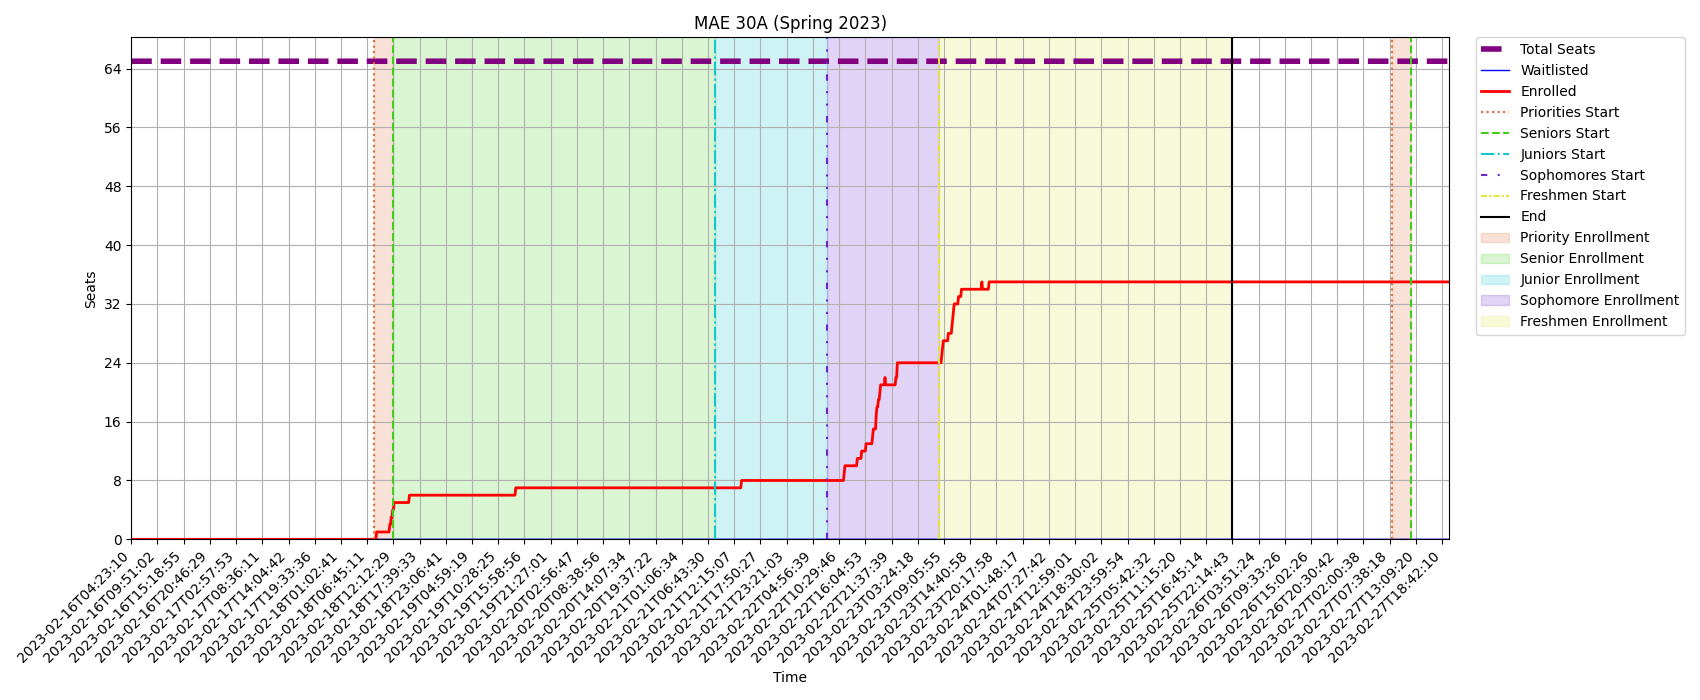 MAE 30A (Spring 2023)
Seats
64
56
48
40
32
24
16
8
0
2023-02-16T04:23:10
2023-02-16T09:51:02
2023-02-16T15:18:55
2023-02-16T20:46:29
2023-02-17T02:57:53
2023-02-17T08:36:11
2023-02-17T14:04:42
2023-02-17T19:33:36
2023-02-18T01:02:41
2023-02-18T06:45:11
2023-02-18T12:12:29
2023-02-18T17:39:33
2023-02-18T23:06:41
2023-02-19T04:59:19
2023-02-19T10:28:25
2023-02-19T15:58:56
2023-02-19T21:27:01
2023-02-20T02:56:47
2023-02-20T08:38:56
2023-02-20T14:07:34
2023-02-20T19:37:22
2023-02-21T01:06:34
2023-02-21T06:43:30
2023-02-21T12:15:07
2023-02-21T17:50:27
2023-02-21T23:21:03
2023-02-22T04:56:39
2023-02-22T10:29:46
2023-02-22T16:04:53
2023-02-22T21:37:39
2023-02-23T03:24:18
2023-02-23T09:05:55
2023-02-23T14:40:58
2023-02-23T20:17:58
2023-02-24T01:48:17
2023-02-24T07:27:42
2023-02-24T12:59:01
2023-02-24T18:30:02
2023-02-24T23:59:54
2023-02-25T05:42:32
2023-02-25T11:15:20
2023-02-25T16:45:14
2023-02-25T22:14:43
2023-02-26T03:51:24
2023-02-26T09:33:26
2023-02-26T15:02:26
2023-02-26T20:30:42
2023-02-27T02:00:38
2023-02-27T07:38:18
2023-02-27T13:09:20
2023-02-27T18:42:10
Time
Total Seats
Waitlisted
Enrolled
Priorities Start
Seniors Start
Juniors Start
Sophomores Start
Freshmen Start
End
Priority Enrollment
Senior Enrollment
Junior Enrollment
Sophomore Enrollment
Freshmen Enrollment